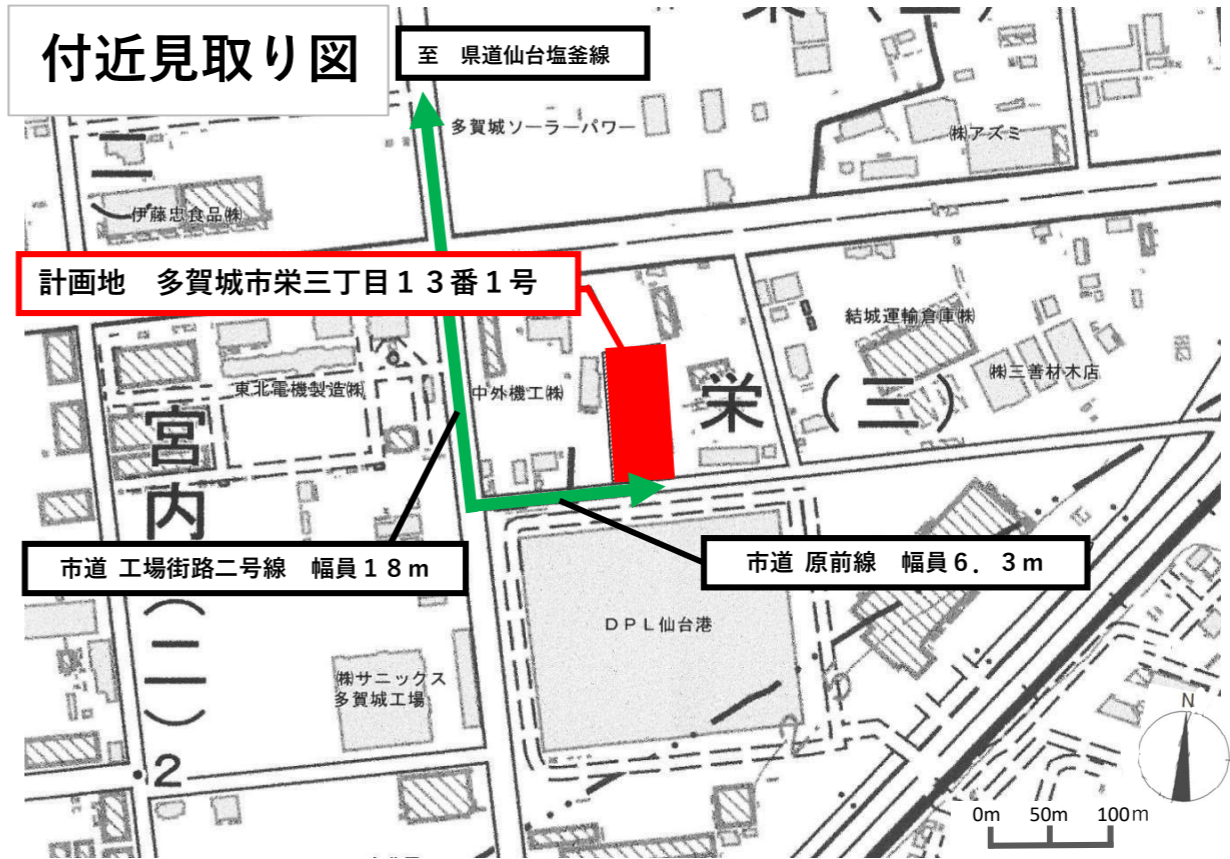 付近見取り図
至 県道仙台塩釜線
多賀城ソーラーパワー
㈱アズミ
伊藤忠食品㈱
計画地 多賀城市栄三丁目13番1号
結城運輸倉庫㈱
㈱三善材木店
東北電機製造㈱
中外機工㈱
栄(三)
宮内(二)
市道 工場街路二号線 幅員18m
市道 原前線 幅員6.3m
DPL仙台港
㈱サニックス
多賀城工場
2
N
0m 50m 100m